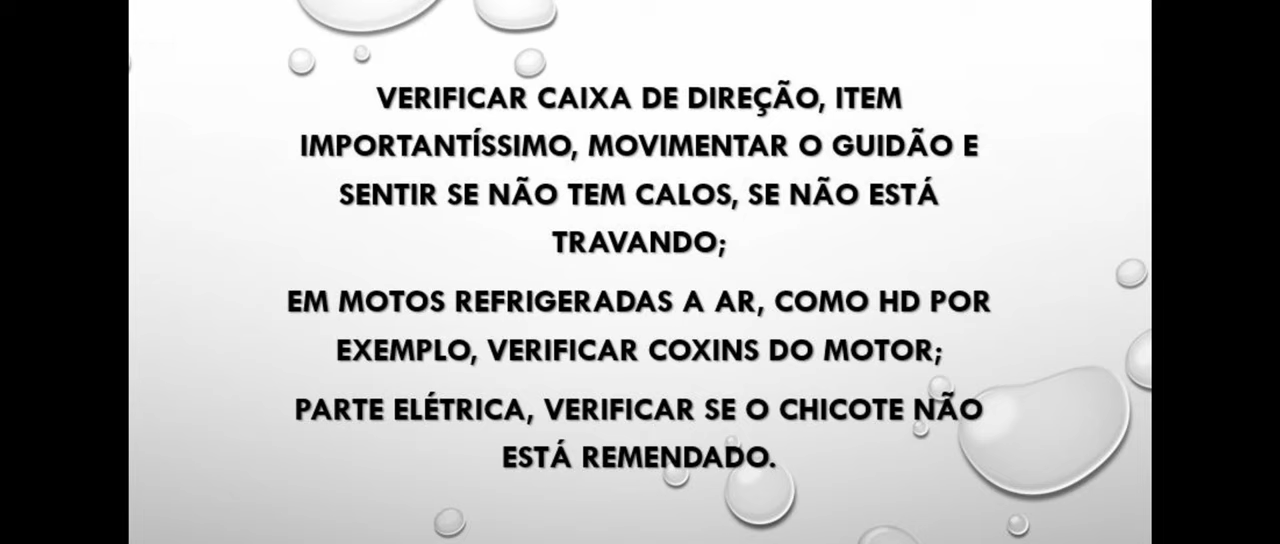 VERIFICAR CAIXA DE DIREÇÃO, ITEM
IMPORTANTÍSSIMO, MOVIMENTAR O GUIDÃO E
SENTIR SE NÃO TEM CALOS, SE NÃO ESTÁ
TRAVANDO;
EM MOTOS REFRIGERADAS A AR, COMO HD POR
EXEMPLO, VERIFICAR COXINS DO MOTOR;
PARTE ELÉTRICA, VERIFICAR SE O CHICOTE NÃO
ESTÁ REMENDADO.